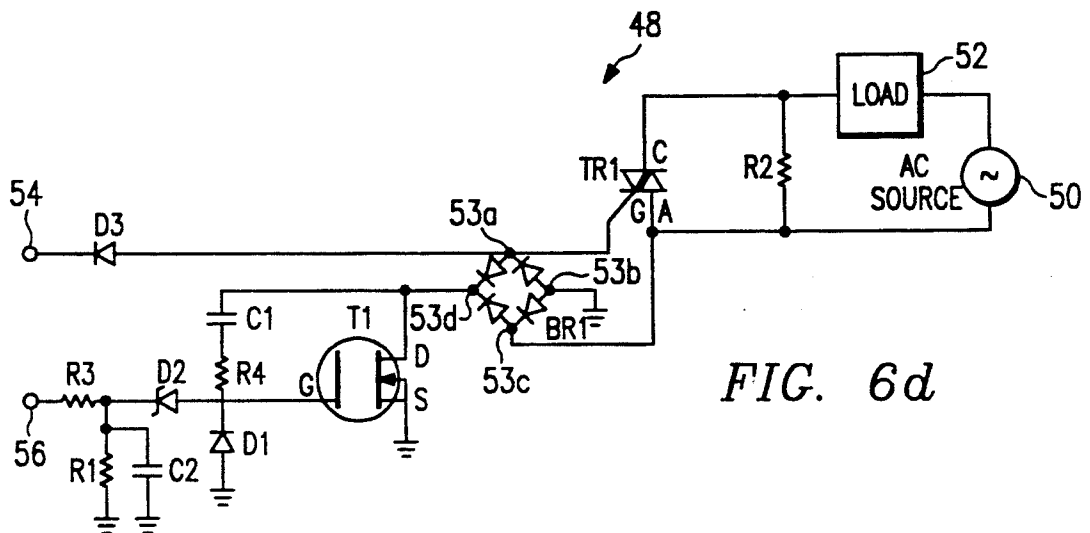 48
52
LOAD
C
TR1
R2
AC
SOURCE
~
50
G
A
54
D3
53a
53b
53d
BR1
53c
C1
T1
D
R4
G
S
R3
D2
56
R1
C2
D1
FIG. 6d